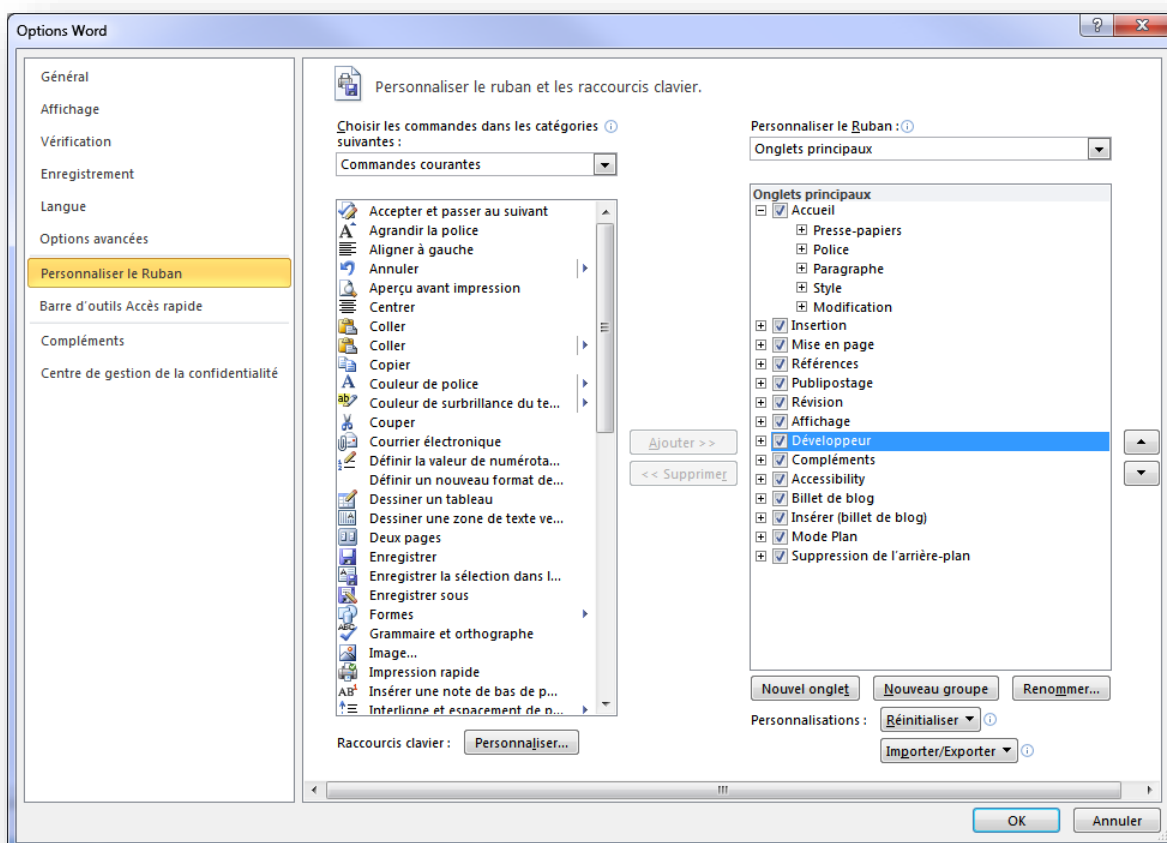 Options Word
Général
Affichage
Vérification
Enregistrement
Langue
Options avancées
Personnaliser le Ruban
Barre d'outils Accès rapide
Compléments
Centre de gestion de la confidentialité
Personnaliser le ruban et les raccourcis clavier.
Choisir les commandes dans les catégories
suivantes :
Commandes courantes
Accepter et passer au suivant
Agrandir la police
Aligner à gauche
Annuler
Aperçu avant impression
Centrer
Coller
Coller
Copier
Couleur de police
Couleur de surbrillance du te...
Couper
Courrier électronique
Définir la valeur de numérota...
Définir un nouveau format de...
Dessiner un tableau
Dessiner une zone de texte ve...
Deux pages
Enregistrer
Enregistrer la sélection dans l...
Enregistrer sous
Formes
Grammaire et orthographe
Image...
Impression rapide
Insérer une note de bas de p...
Interligne et espacement de p...
Raccourcis clavier :
Personnaliser...
Ajouter >>
<< Supprimer
Personnaliser le Ruban :
Onglets principaux
Onglets principaux
Accueil
Presse-papiers
Police
Paragraphe
Style
Modification
Insertion
Mise en page
Références
Publipostage
Révision
Affichage
Développeur
Compléments
Accessibility
Billet de blog
Insérer (billet de blog)
Mode Plan
Suppression de l'arrière-plan
Nouvel onglet
Nouveau groupe
Renommer...
Personnalisations :
Réinitialiser
Importer/Exporter
OK
Annuler